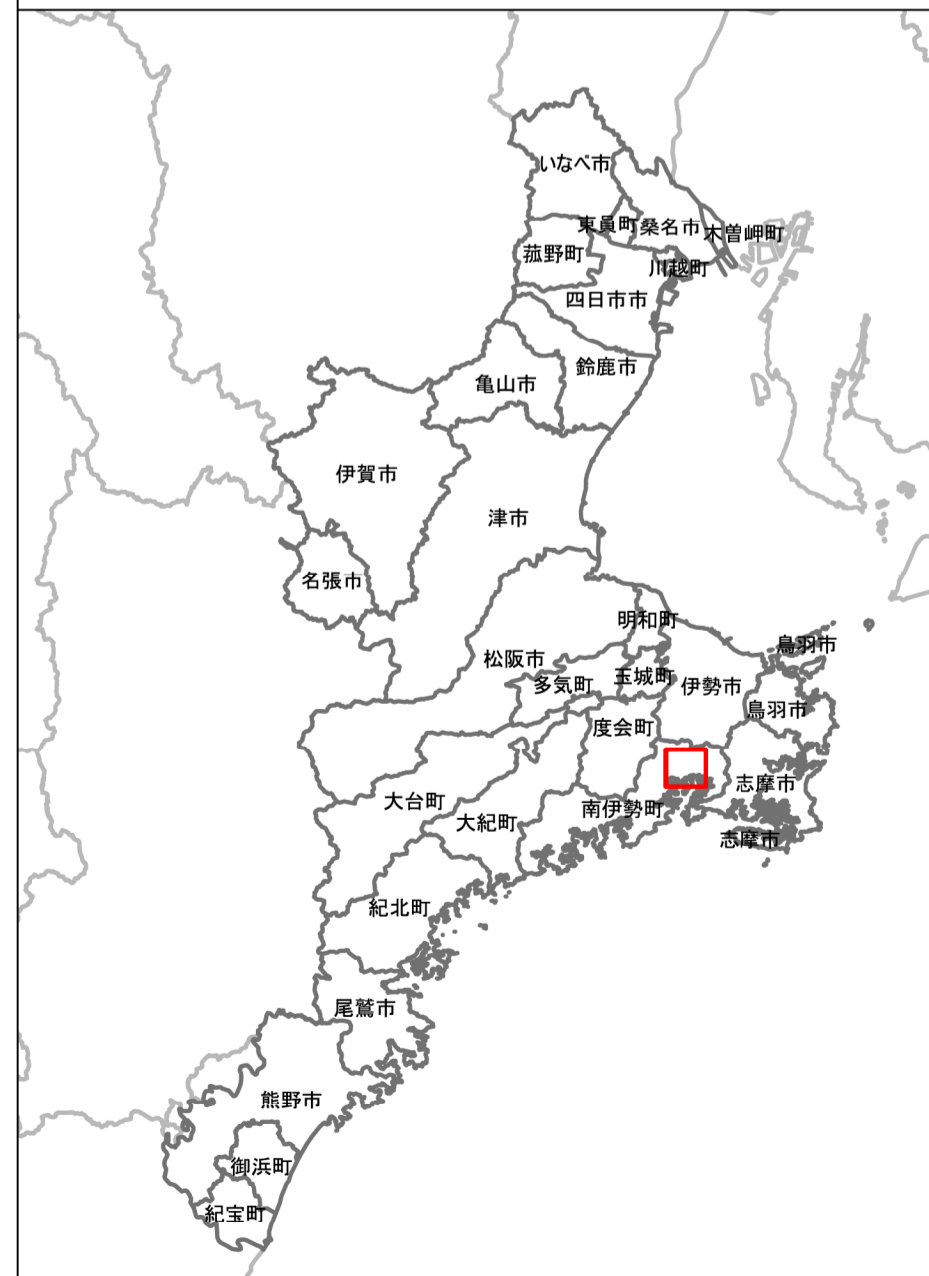 いなべ市
東員町
桑名市
木曽岬町
菰野町
川越町
四日市市
鈴鹿市
亀山市
伊賀市
津市
名張市
明和町
鳥羽市
松阪市
多気町
玉城町
伊勢市
鳥羽市
度会町
志摩市
大台町
南伊勢町
大紀町
志摩市
紀北町
尾鷲市
熊野市
御浜町
紀宝町